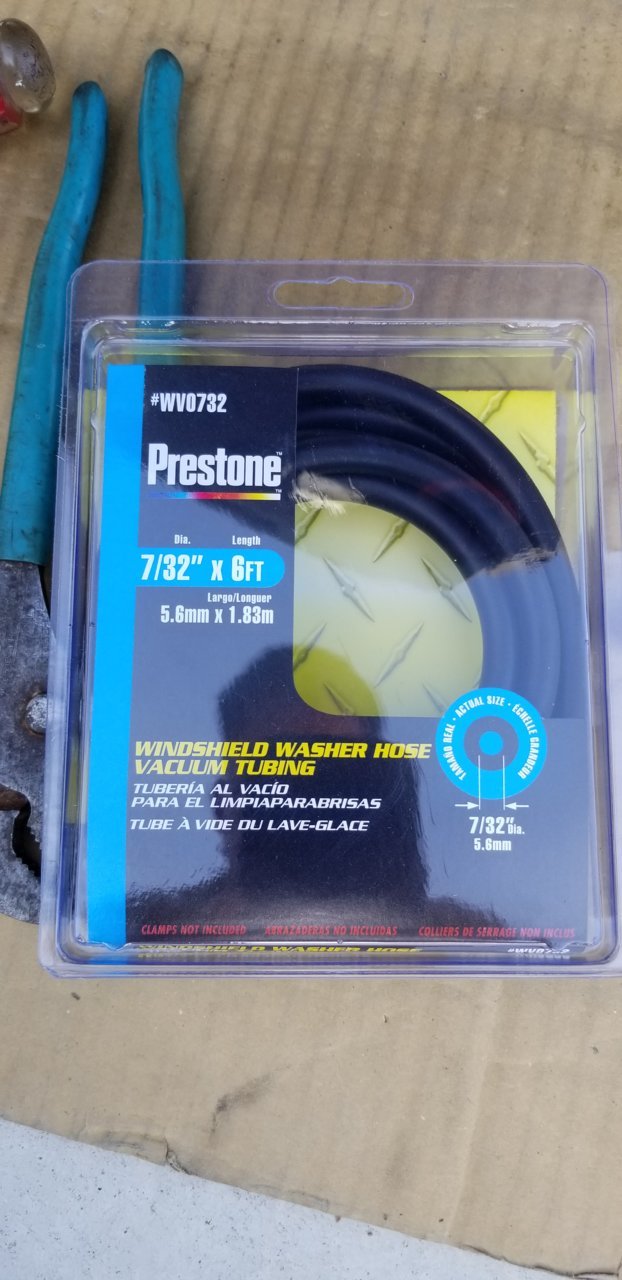 #WV0732
Prestone™
Dia. Length
7/32" X 6FT
Largo/Longuer
5.6mm x 1.83m
WINDSHIELD WASHER HOSE
VACUUM TUBING
TUBERÍA AL VACÍO
PARA EL LIMPIAPARABRISAS
TUBE À VIDE DU LAVE-GLACE
TAMAÑO REAL • ACTUAL SIZE • ÉCHELLE GRANDEUR
7/32" Dia.
5.6mm
CLAMPS NOT INCLUDED ABRAZADERAS NO INCLUIDAS COLLIERS DE SERRAGE NON INCLUS
WINDSHIELD WASHER HOSE #WV0732